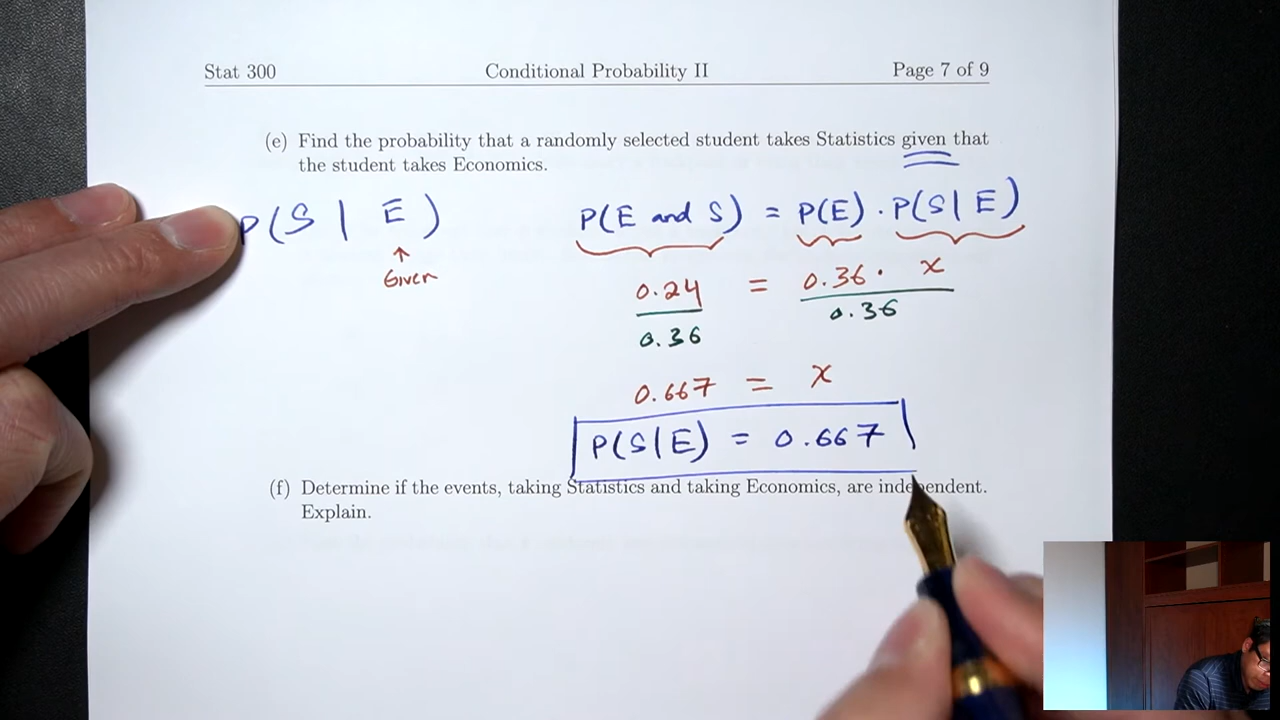 Stat 300 Conditional Probability II Page 7 of 9
(e) Find the probability that a randomly selected student takes Statistics given that
the student takes Economics.
P(S | E)
↑
Given
P(E and S) = P(E) · P(S|E)
0.24 = 0.36 · x
0.36 0.36
0.667 = x
P(S|E) = 0.667
(f) Determine if the events, taking Statistics and taking Economics, are independent.
Explain.